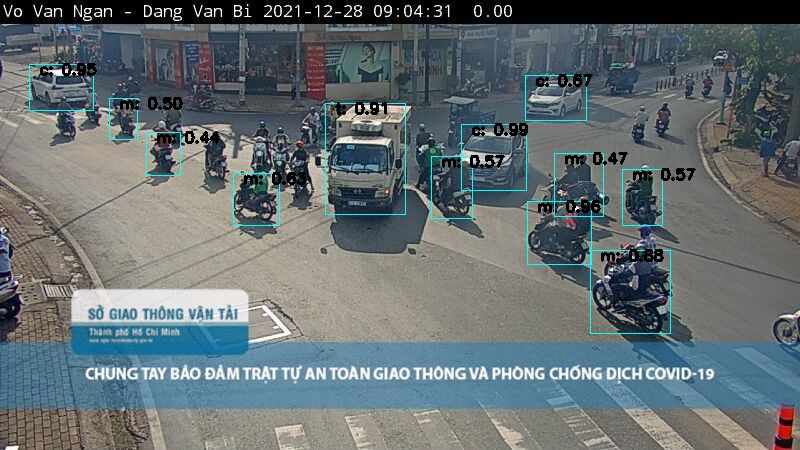 Vo Van Ngan - Dang Van Bi 2021-12-28 09:04:31 0.00
c: 0.95
c: 0.67
m: 0.50
t: 0.91
m: 0.44
c: 0.99
m: 0.57
m: 0.47
m: 0.57
m: 0.63
m: 0.96
m: 0.88
SỞ GIAO THÔNG VẬN TẢI
Thành phố Hồ Chí Minh
CHUNG TAY BẢO ĐẢM TRẬT TỰ AN TOÀN GIAO THÔNG VÀ PHÒNG CHỐNG DỊCH COVID-19